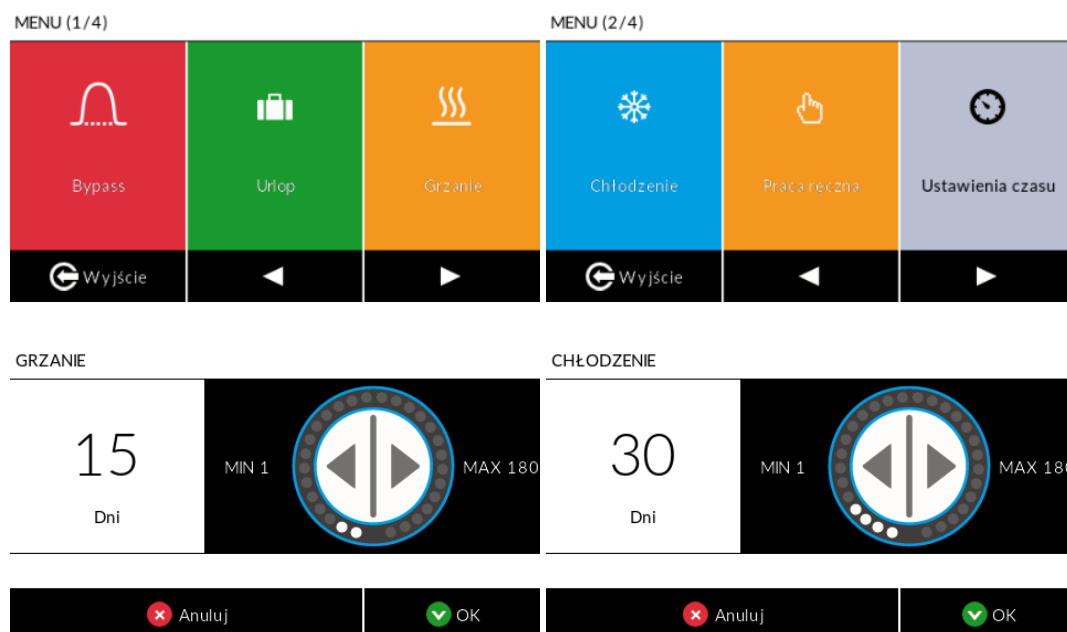 MENU (1/4)
Bypass
Urlop
Grzanie
Wyjście
MENU (2/4)
Chłodzenie
Praca ręczna
Ustawienia czasu
Wyjście
GRZANIE
15
Dni
MIN 1
MAX 180
Anuluj
OK
CHŁODZENIE
30
Dni
MIN 1
MAX 180
Anuluj
OK